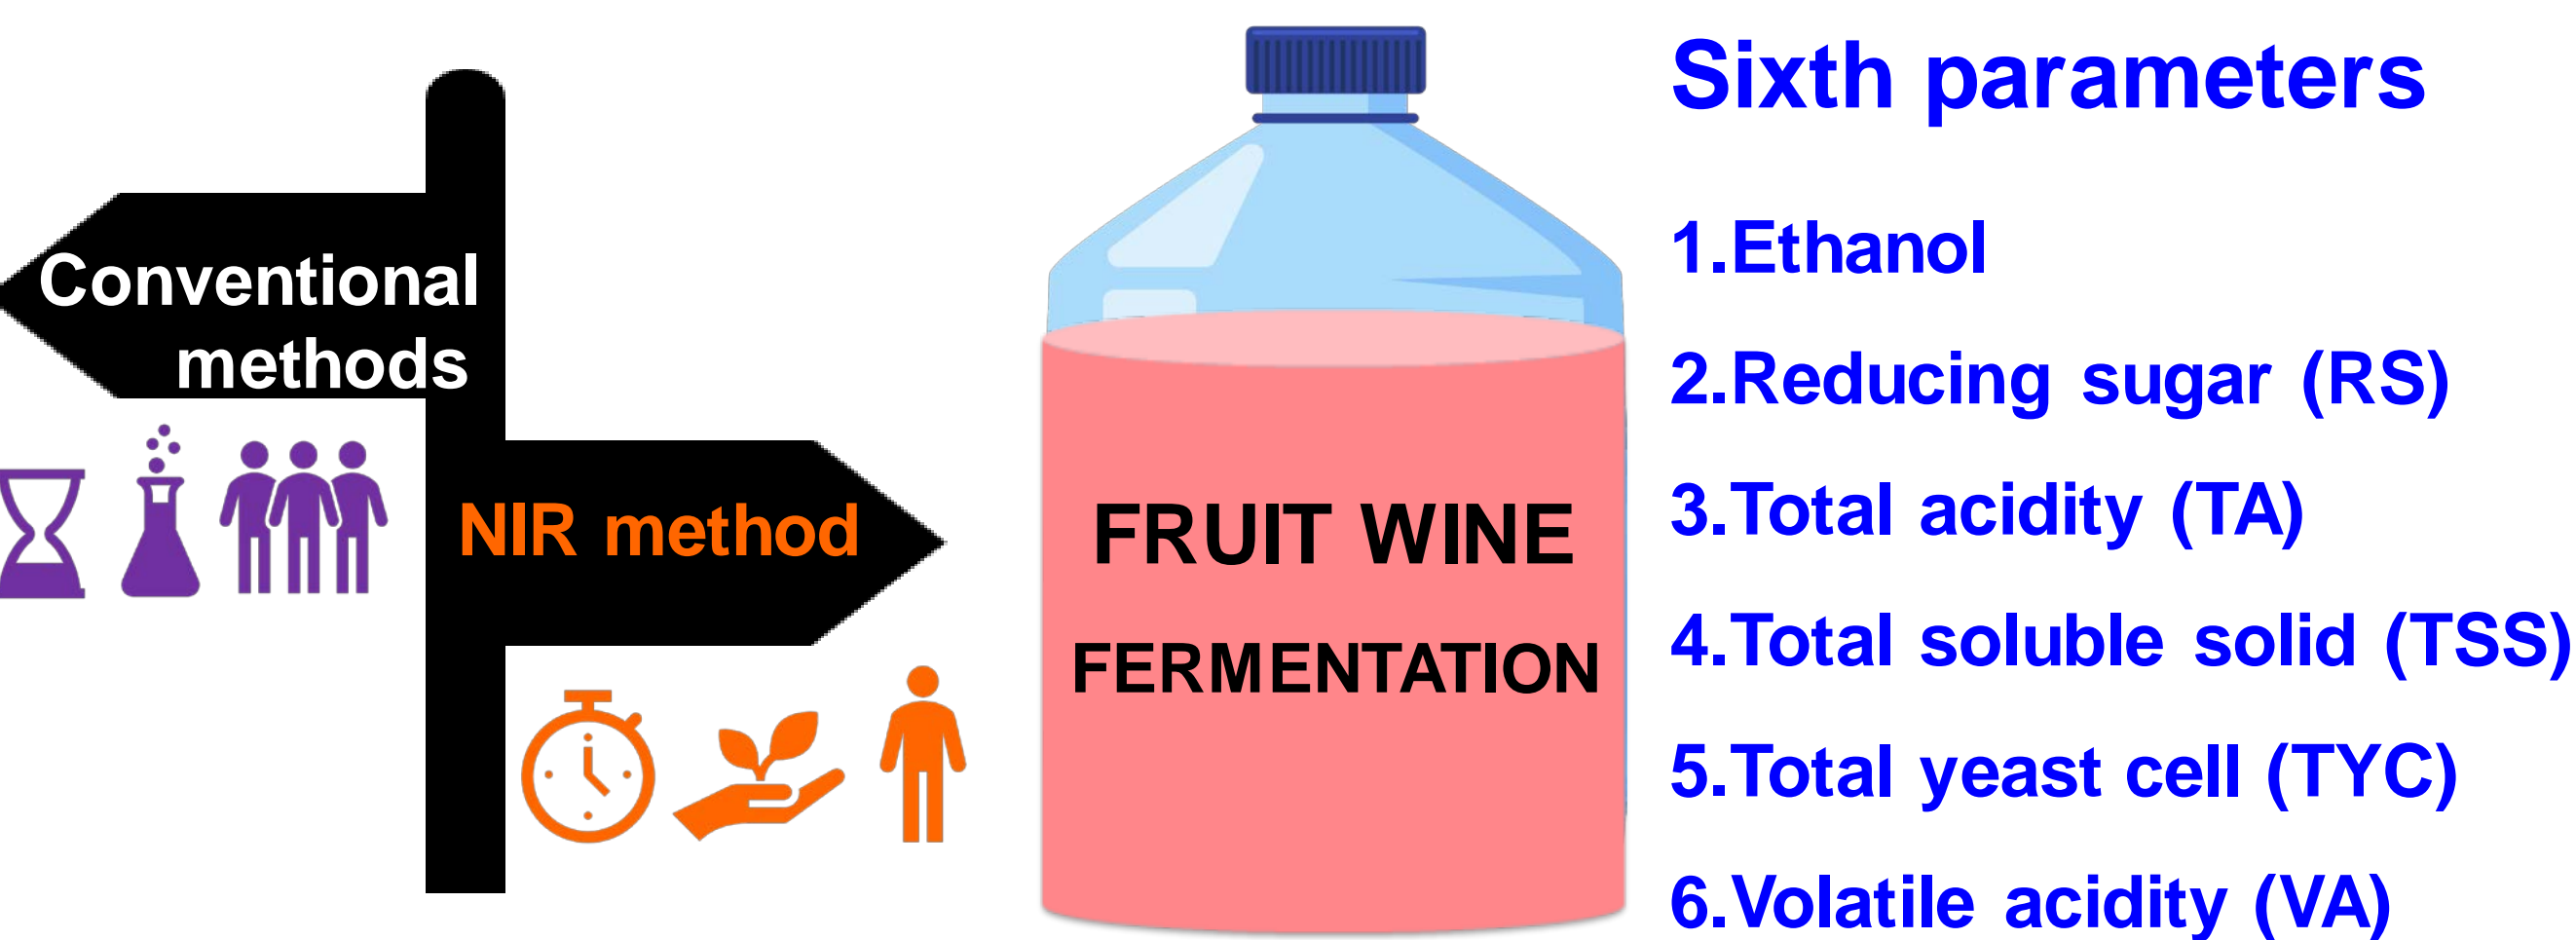 Conventional
methods
NIR method
FRUIT WINE
FERMENTATION
Sixth parameters
1.Ethanol
2.Reducing sugar (RS)
3.Total acidity (TA)
4.Total soluble solid (TSS)
5.Total yeast cell (TYC)
6.Volatile acidity (VA)